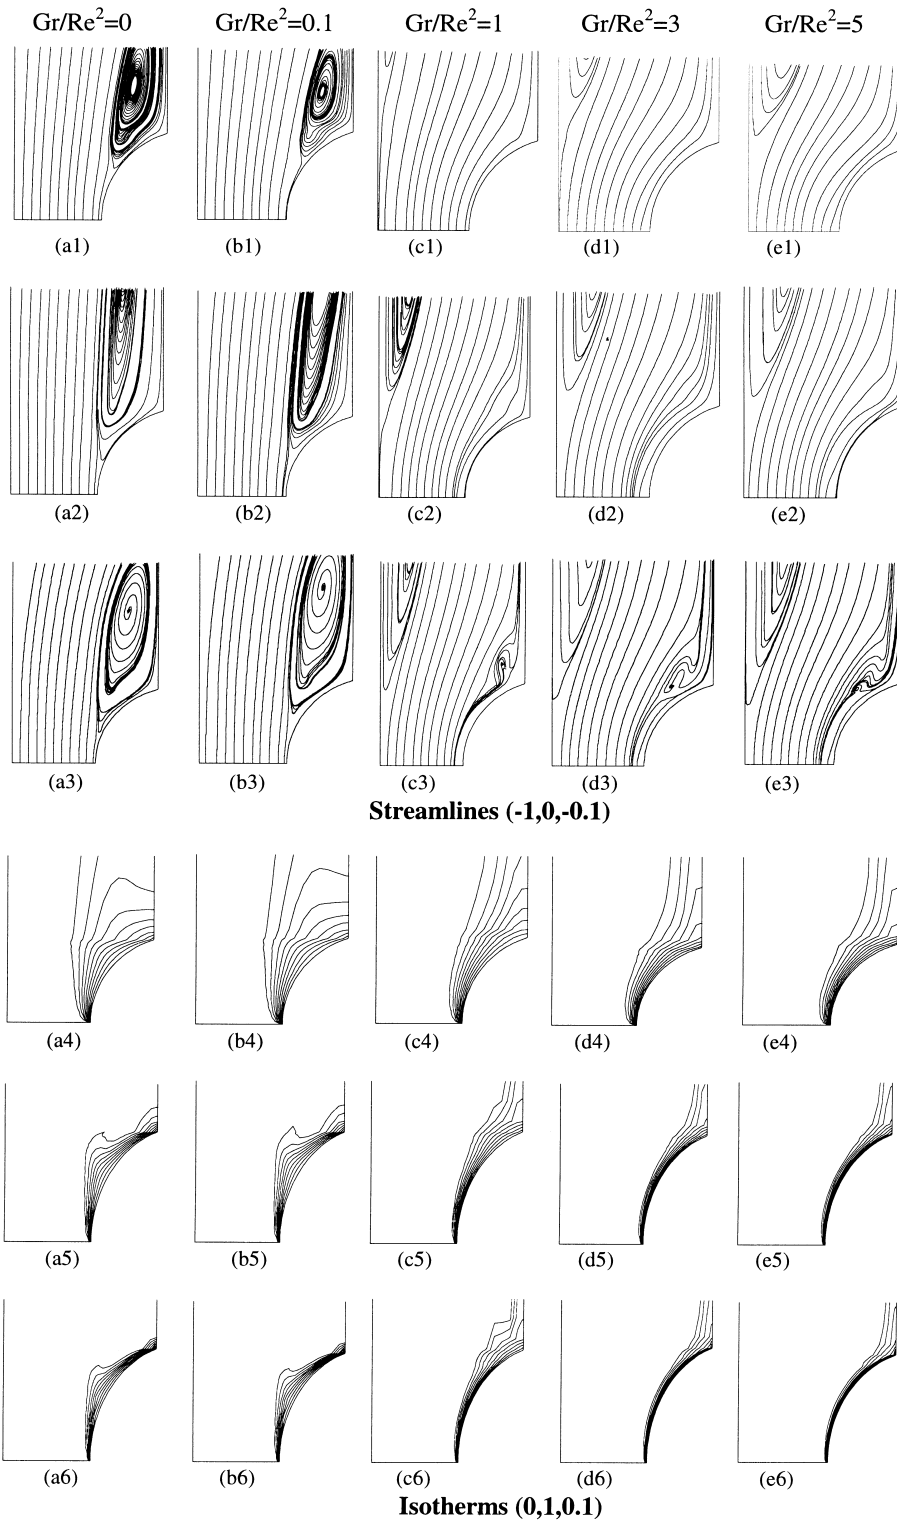 Gr/Re²=0 Gr/Re²=0.1 Gr/Re²=1 Gr/Re²=3 Gr/Re²=5
(a1) (b1) (c1) (d1) (e1)
(a2) (b2) (c2) (d2) (e2)
(a3) (b3) (c3) (d3) (e3)
Streamlines (-1,0,-0.1)
(a4) (b4) (c4) (d4) (e4)
(a5) (b5) (c5) (d5) (e5)
(a6) (b6) (c6) (d6) (e6)
Isotherms (0,1,0.1)